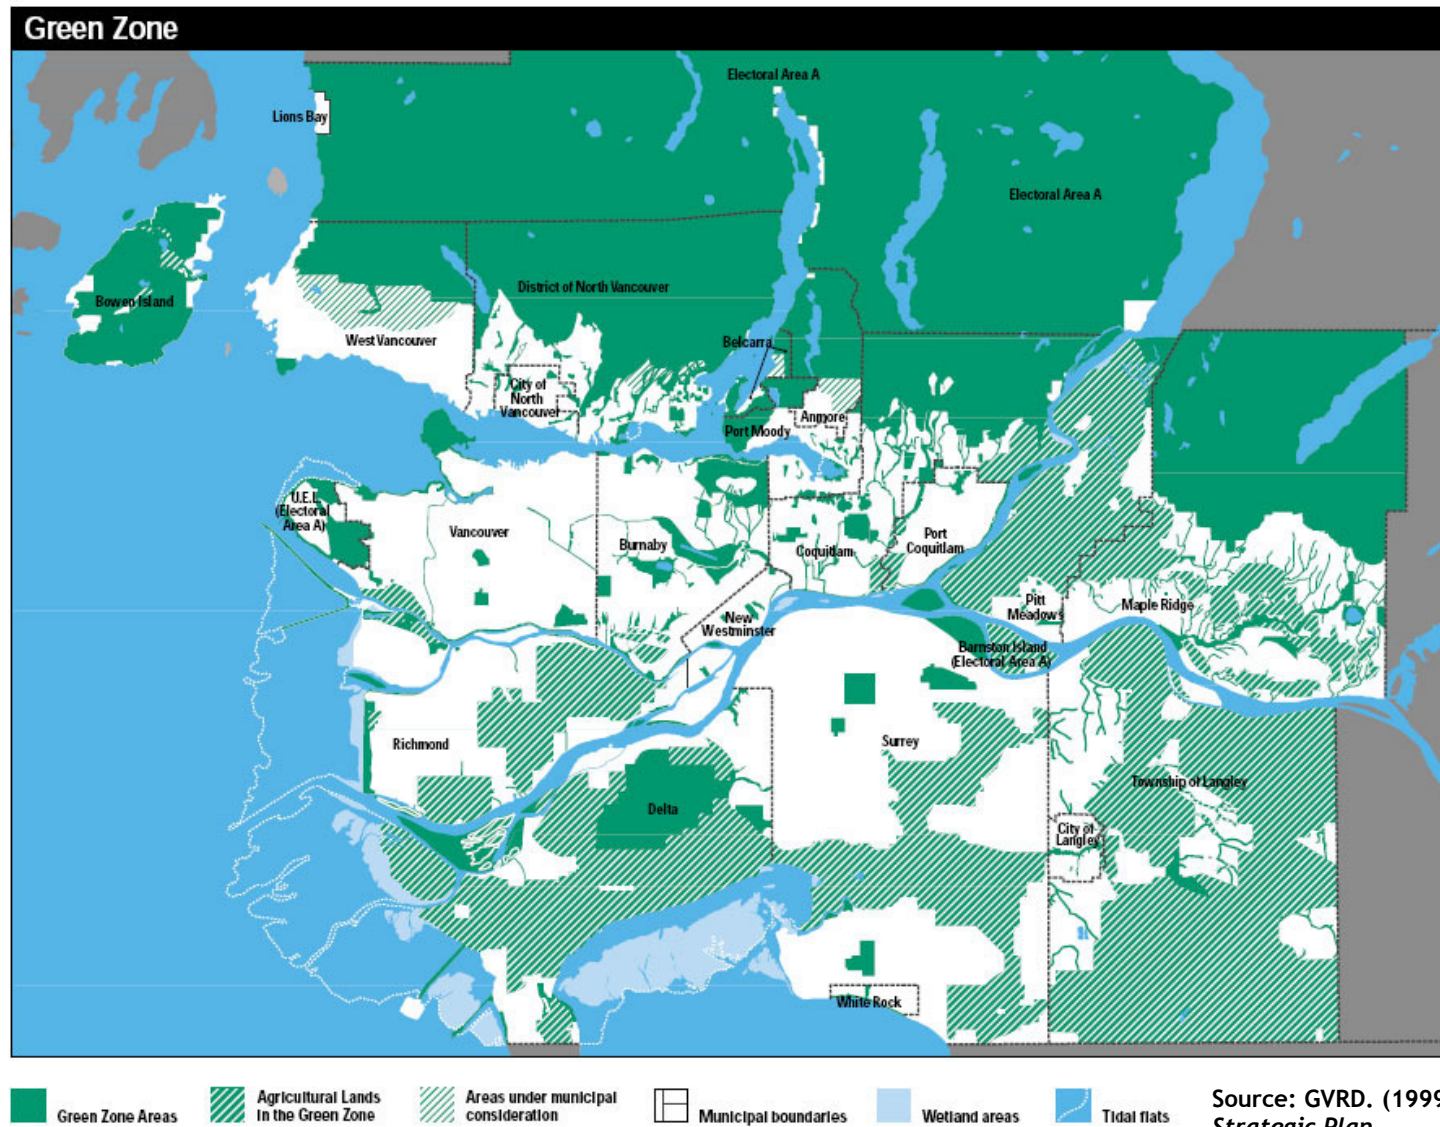 Green Zone
Electoral Area A
Lions Bay
Electoral Area A
District of North Vancouver
Bowen Island
West Vancouver
Belcarra
City of
North
Vancouver
Anmore
Port Moody
U.E.L.
(Electoral
Area A)
Vancouver
Burnaby
Coquitlam
Port
Coquitlam
Pitt
Meadows
Maple Ridge
New
Westminster
Barnston Island
(Electoral Area A)
Richmond
Surrey
Township of Langley
Delta
City of
Langley
White Rock
Green Zone Areas
Agricultural Lands
in the Green Zone
Areas under municipal
consideration
Municipal boundaries
Wetland areas
Tidal flats
Source: GVRD. (1999
Strategic Plan